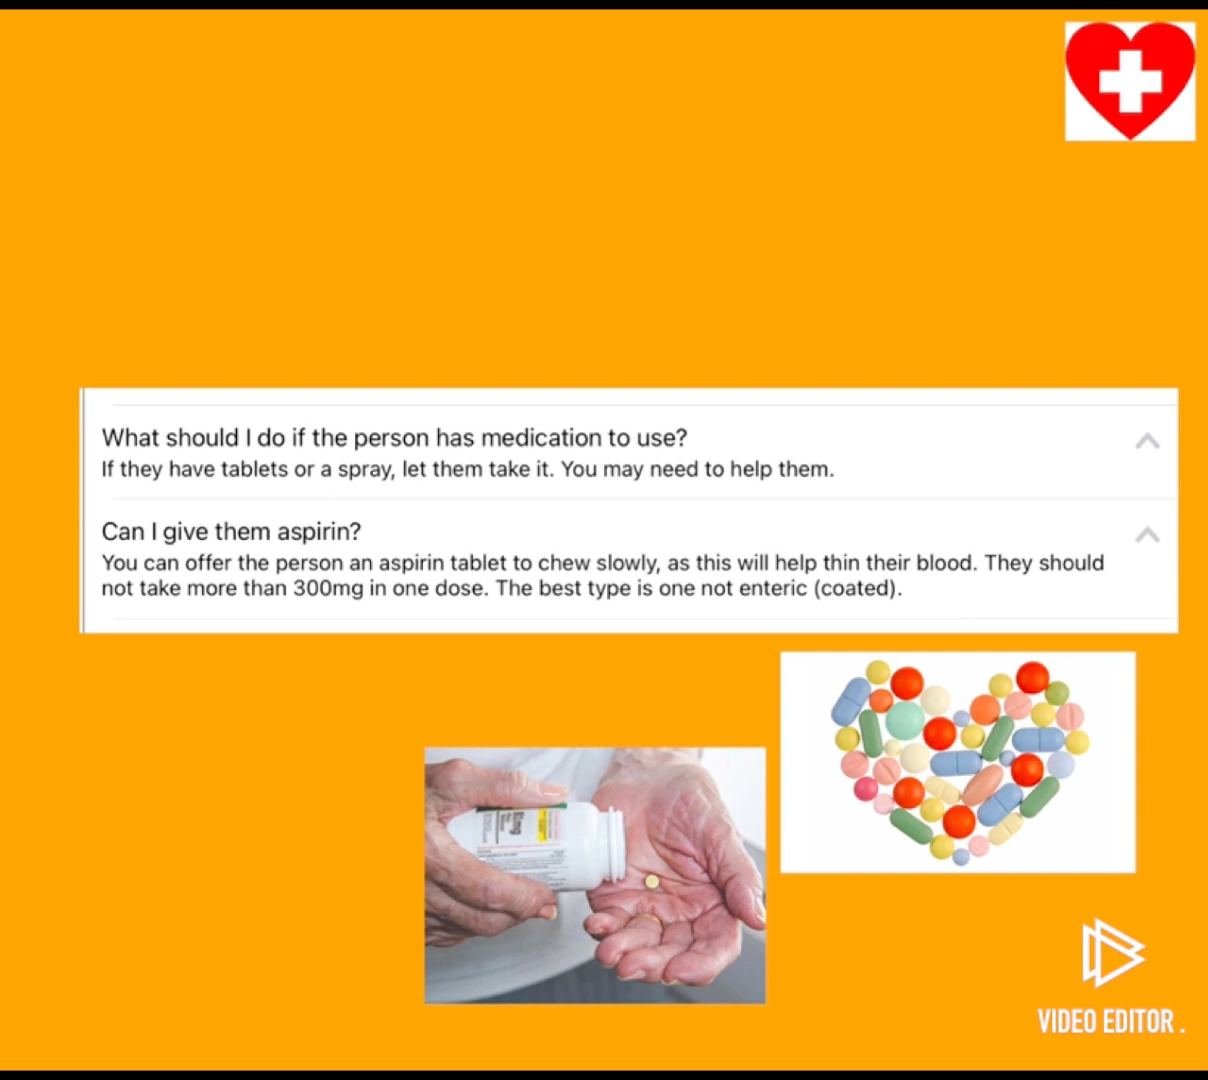 What should I do if the person has medication to use?
If they have tablets or a spray, let them take it. You may need to help them.
Can I give them aspirin?
You can offer the person an aspirin tablet to chew slowly, as this will help thin their blood. They should
not take more than 300mg in one dose. The best type is one not enteric (coated).
VIDEO EDITOR .